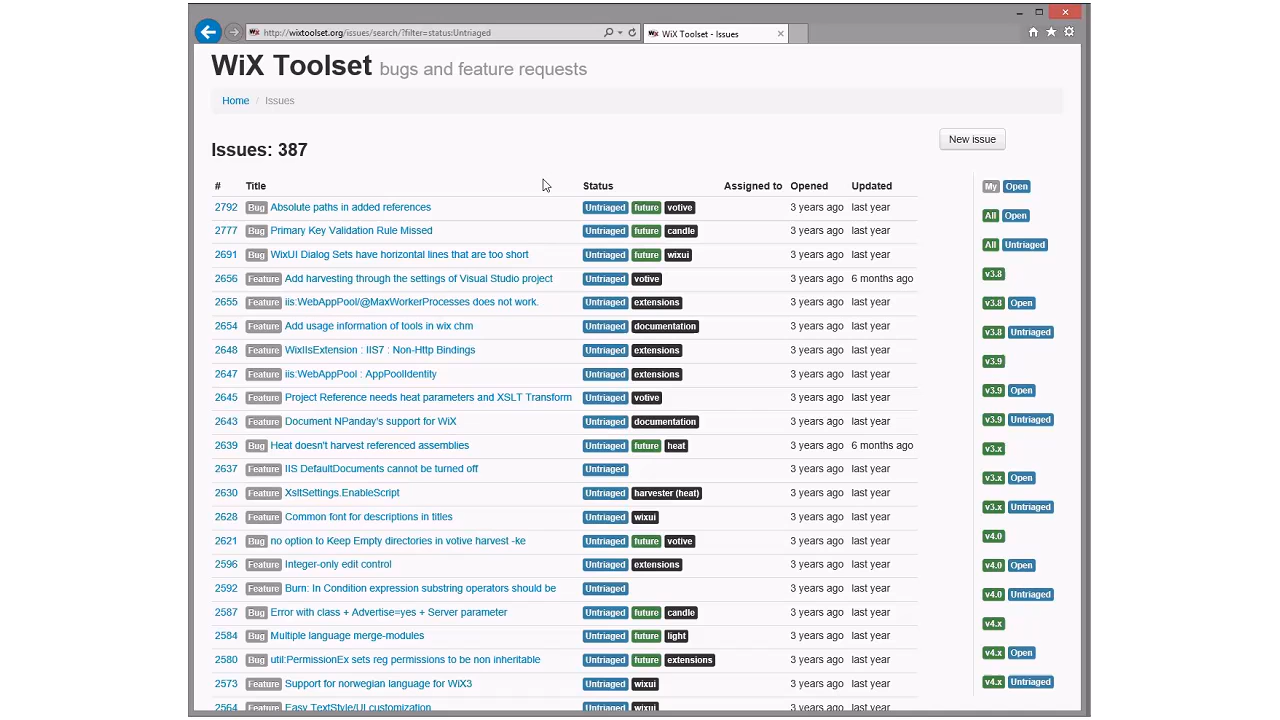 http://wixtoolset.org/issues/search/?filter=status:Untriaged
WiX Toolset - Issues
WiX Toolset bugs and feature requests
Home / Issues
Issues: 387
New issue
# Title Status Assigned to Opened Updated
2792 Bug Absolute paths in added references Untriaged future votive 3 years ago last year
2777 Bug Primary Key Validation Rule Missed Untriaged future candle 3 years ago last year
2691 Bug WixUI Dialog Sets have horizontal lines that are too short Untriaged future wixui 3 years ago last year
2656 Feature Add harvesting through the settings of Visual Studio project Untriaged votive 3 years ago 6 months ago
2655 Feature iis:WebAppPool/@MaxWorkerProcesses does not work. Untriaged extensions 3 years ago last year
2654 Feature Add usage information of tools in wix chm Untriaged documentation 3 years ago last year
2648 Feature WixIIsExtension : IIS7 : Non-Http Bindings Untriaged extensions 3 years ago last year
2647 Feature iis:WebAppPool : AppPoolIdentity Untriaged extensions 3 years ago last year
2645 Feature Project Reference needs heat parameters and XSLT Transform Untriaged votive 3 years ago last year
2643 Feature Document NPanday's support for WiX Untriaged documentation 3 years ago last year
2639 Bug Heat doesn't harvest referenced assemblies Untriaged future heat 3 years ago 6 months ago
2637 Feature IIS DefaultDocuments cannot be turned off Untriaged 3 years ago last year
2630 Feature XsltSettings.EnableScript Untriaged harvester (heat) 3 years ago last year
2628 Feature Common font for descriptions in titles Untriaged wixui 3 years ago last year
2621 Bug no option to Keep Empty directories in votive harvest -ke Untriaged future votive 3 years ago last year
2596 Feature Integer-only edit control Untriaged extensions 3 years ago last year
2592 Feature Burn: In Condition expression substring operators should be Untriaged 3 years ago last year
2587 Bug Error with class + Advertise=yes + Server parameter Untriaged future candle 3 years ago last year
2584 Bug Multiple language merge-modules Untriaged future light 3 years ago last year
2580 Bug util:PermissionEx sets reg permissions to be non inheritable Untriaged future extensions 3 years ago last year
2573 Feature Support for norwegian language for WiX3 Untriaged wixui 3 years ago last year
2564 Feature Easy TextStyle/UI customization Untriaged wixui 3 years ago last year
My Open
All Open
All Untriaged
v3.8
v3.8 Open
v3.8 Untriaged
v3.9
v3.9 Open
v3.9 Untriaged
v3.x
v3.x Open
v3.x Untriaged
v4.0
v4.0 Open
v4.0 Untriaged
v4.x
v4.x Open
v4.x Untriaged